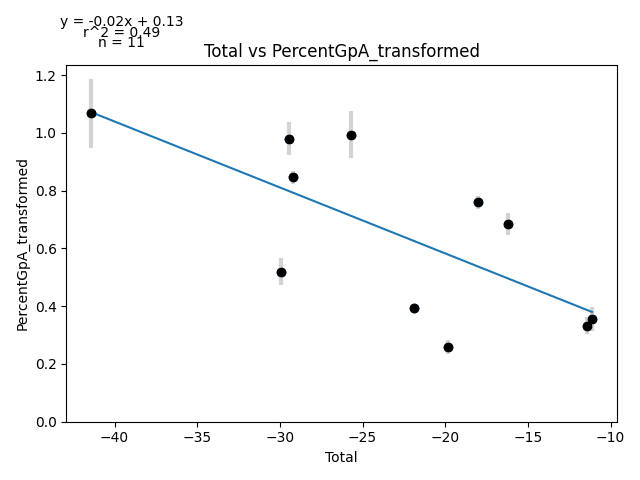 y = -0.02x + 0.13
r^2 = 0.49
n = 11
Total vs PercentGpA_transformed
1.2
1.0
0.8
0.6
0.4
0.2
0.0
PercentGpA_transformed
−40
−35
−30
−25
−20
−15
−10
Total